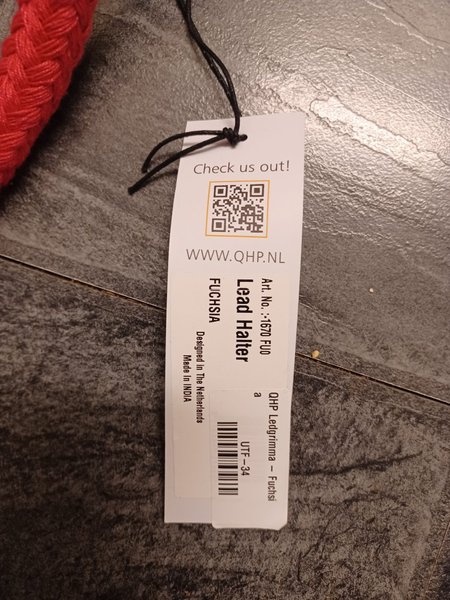 Check us out!
WWW.QHP.NL
Art. No. :-1670 FU0
Lead Halter
FUCHSIA
Designed in The Netherlands
Made in INDIA
QHP Ledgrimma – Fuchsi
a
UTF-34